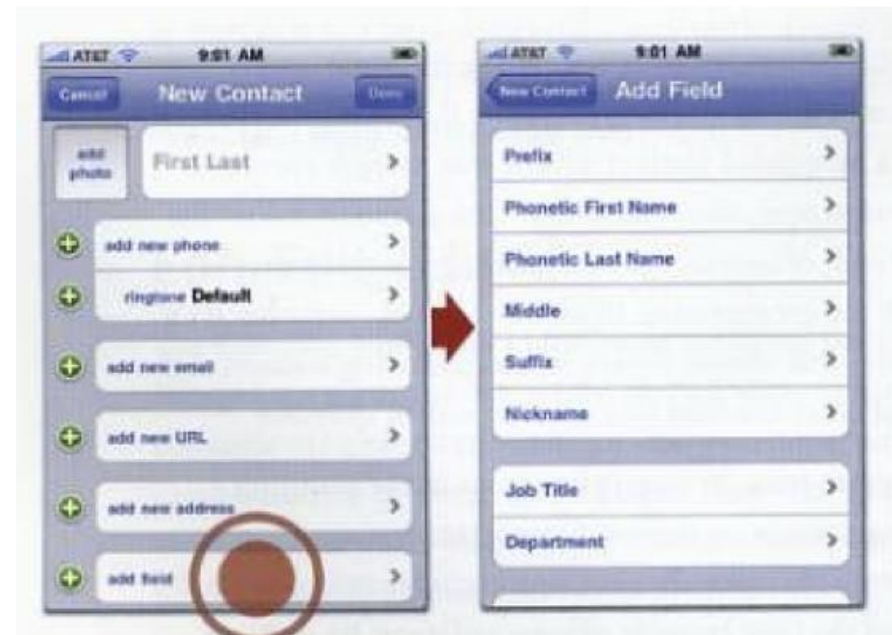 AT&T 9:01 AM
Cancel New Contact Done
add
photo
First Last
add new phone
ringtone Default
add new email
add new URL
add new address
add field
AT&T 9:01 AM
New Contact Add Field
Prefix
Phonetic First Name
Phonetic Last Name
Middle
Suffix
Nickname
Job Title
Department